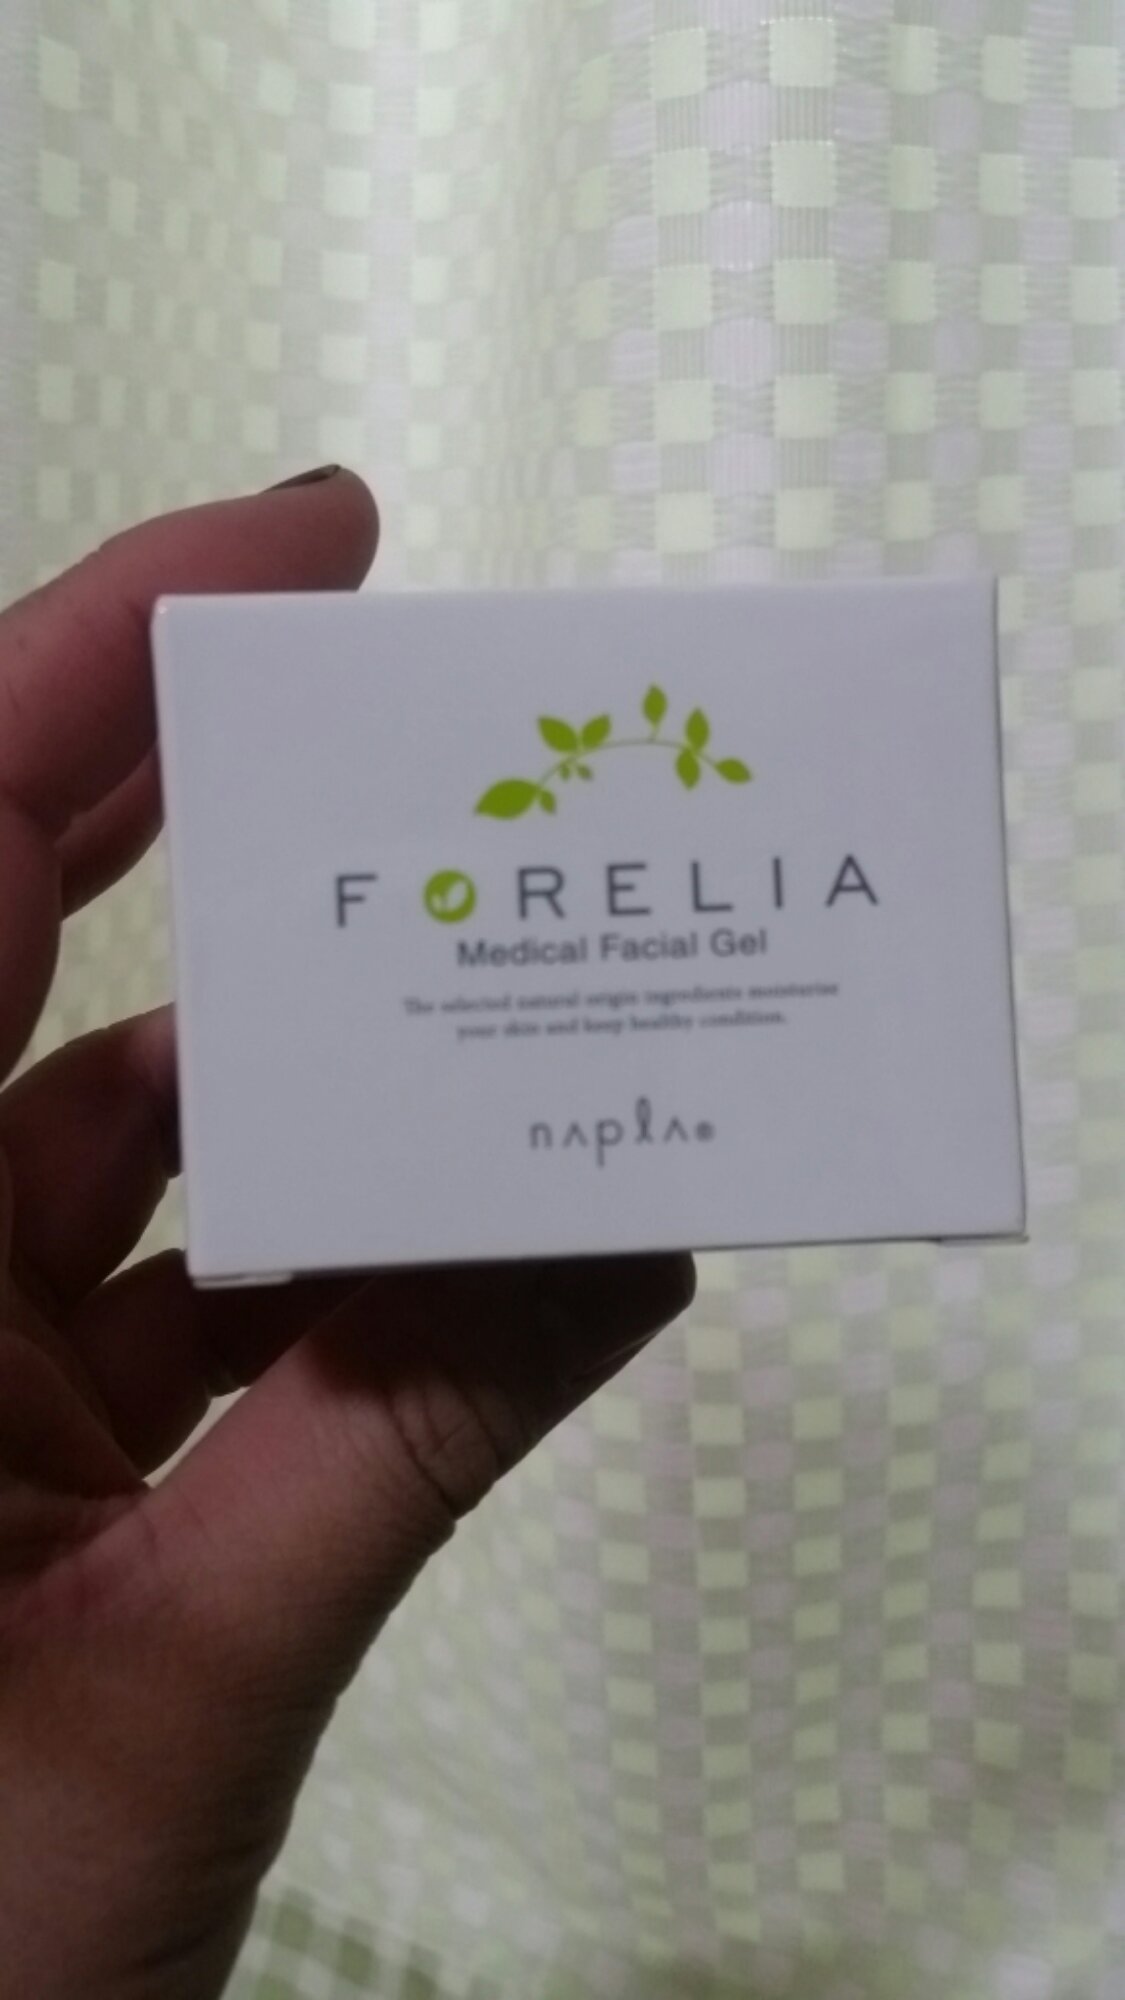 FORELIA
Medical Facial Gel
The selected natural origin ingredients moisturize
your skin and keep healthy condition.
napla®